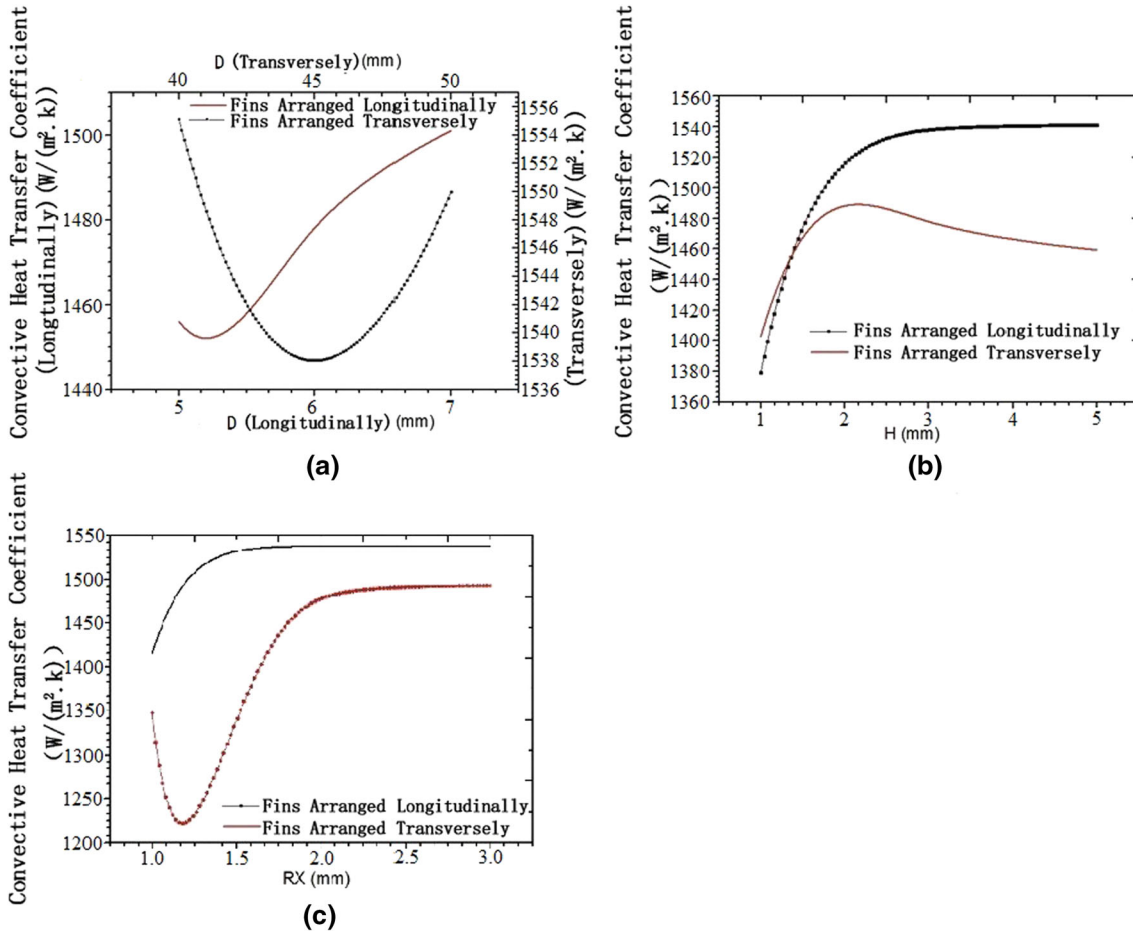 Convective Heat Transfer Coefficient
(Longtudinally)(W/(m².k))
D (Transversely)(mm)
40 45 50
Fins Arranged Longitudinally
Fins Arranged Transversely
1500
1480
1460
1440
1556
1554
1552
1550
1548
1546
1544
1542
1540
1538
1536
(Transversely)(W/(m².k))
5 6 7
D (Longitudinally)(mm)
(a)
Convective Heat Transfer Coefficient
(W/(m².k))
1560
1540
1520
1500
1480
1460
1440
1420
1400
1380
1360
Fins Arranged Longitudinally
Fins Arranged Transversely
1 2 3 4 5
H (mm)
(b)
Convective Heat Transfer Coefficient
(W/(m².k))
1550
1500
1450
1400
1350
1300
1250
1200
Fins Arranged Longitudinally
Fins Arranged Transversely
1.0 1.5 2.0 2.5 3.0
RX (mm)
(c)